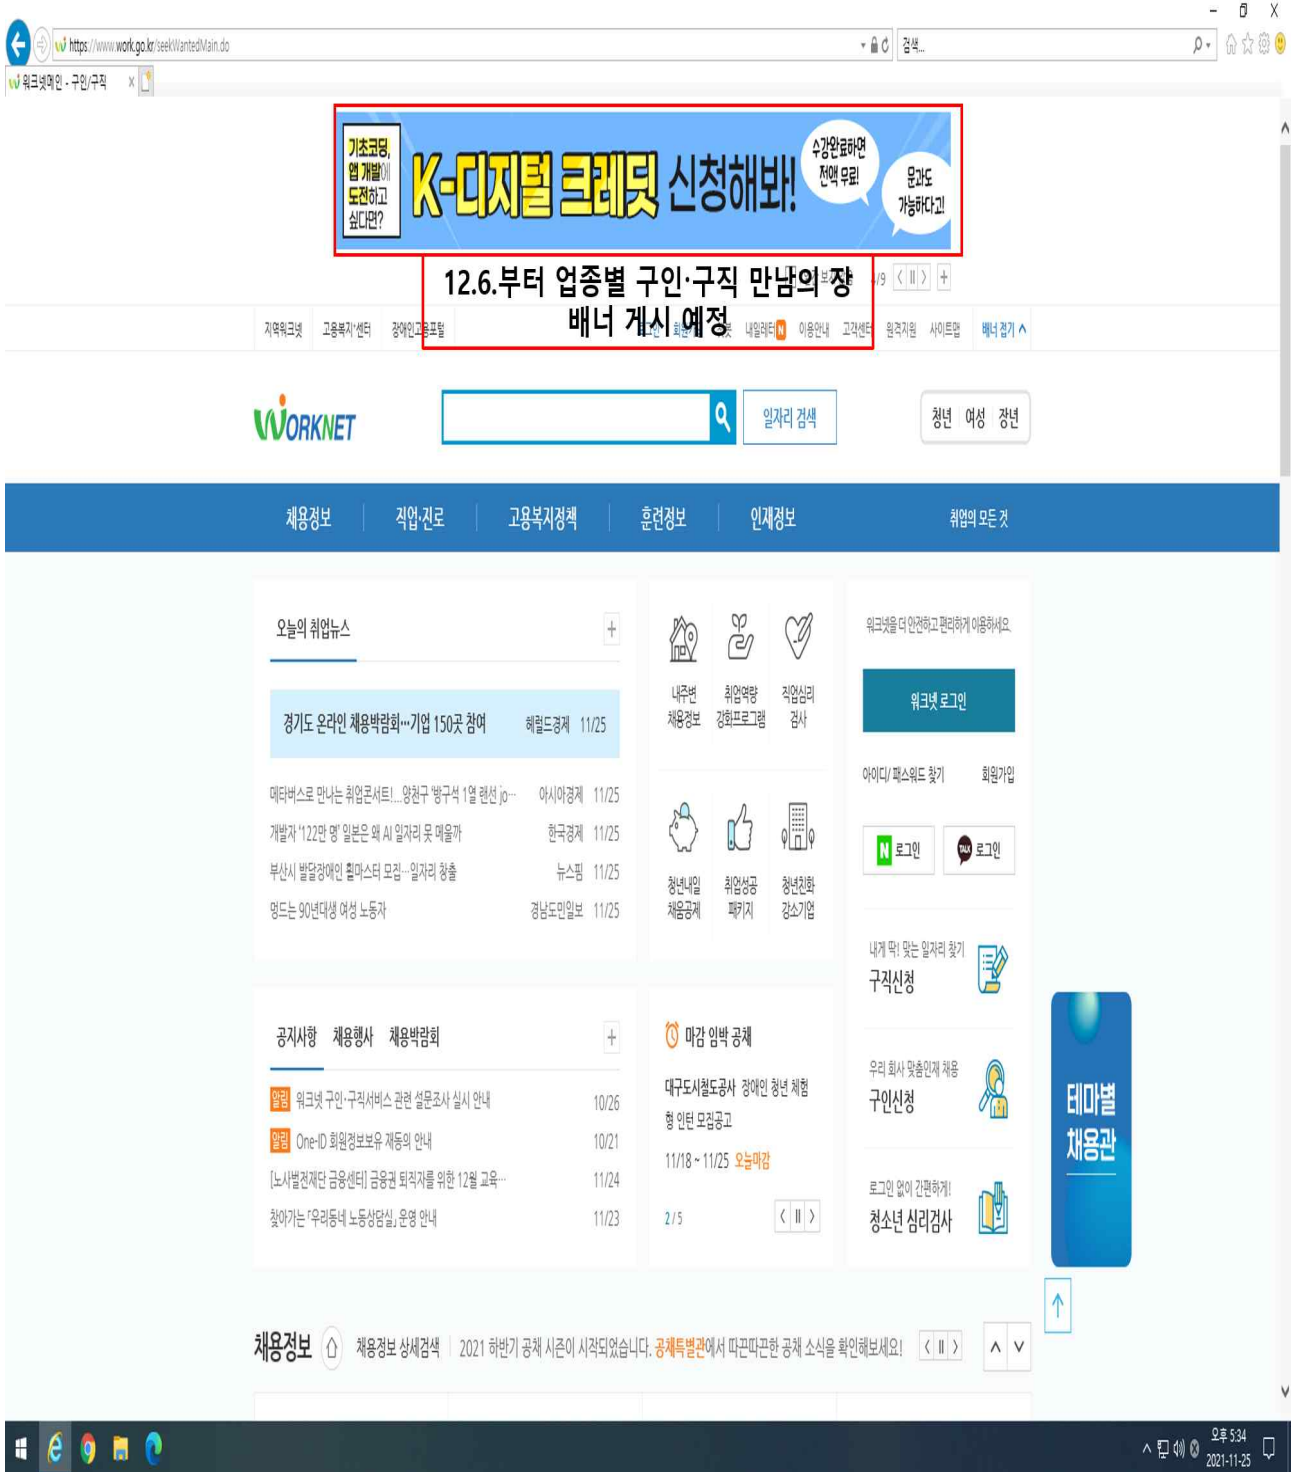 https://www.work.go.kr/seekWantedMain.do
검색...
워크넷메인 - 구인/구직
기초코딩,
앱 개발에
도전하고
싶다면?
K-디지털 크레딧 신청해봐!
수강완료하면
전액 무료!
문과도
가능하다고!
12.6.부터 업종별 구인·구직 만남의 장
배너 게시 예정
/9
지역워크넷 고용복지+센터 장애인고용포털 내일레터 N 이용안내 고객센터 원격지원 사이트맵 배너 접기
WORKNET
일자리 검색
청년 여성 장년
채용정보 직업·진로 고용복지정책 훈련정보 인재정보 취업의 모든 것
오늘의 취업뉴스
경기도 온라인 채용박람회…기업 150곳 참여 헤럴드경제 11/25
메타버스로 만나는 취업콘서트!...양천구 '방구석 1열 랜선 jo… 아시아경제 11/25
개발자 '122만 명' 일본은 왜 AI 일자리 못 메울까 한국경제 11/25
부산시 발달장애인 휠마스터 모집…일자리 창출 뉴스핌 11/25
멍드는 90년대생 여성 노동자 경남도민일보 11/25
내주변
채용정보
취업역량
강화프로그램
직업심리
검사
청년내일
채움공제
취업성공
패키지
청년친화
강소기업
워크넷을 더 안전하고 편리하게 이용하세요.
워크넷 로그인
아이디/ 패스워드 찾기 회원가입
N 로그인
TALK 로그인
내게 딱! 맞는 일자리 찾기
구직신청
우리 회사 맞춤인재 채용
구인신청
로그인 없이 간편하게!
청소년 심리검사
공지사항 채용행사 채용박람회
알림 워크넷 구인·구직서비스 관련 설문조사 실시 안내 10/26
알림 One-ID 회원정보보유 재동의 안내 10/21
[노사발전재단 금융센터] 금융권 퇴직자를 위한 12월 교육… 11/24
찾아가는 「우리동네 노동상담실」 운영 안내 11/23
마감 임박 공채
대구도시철도공사 장애인 청년 체험
형 인턴 모집공고
11/18 ~ 11/25 오늘마감
2 / 5
테마별
채용관
채용정보 채용정보 상세검색 2021 하반기 공채 시즌이 시작되었습니다. 공채특별관에서 따끈따끈한 공채 소식을 확인해보세요!
오후 5:34
2021-11-25